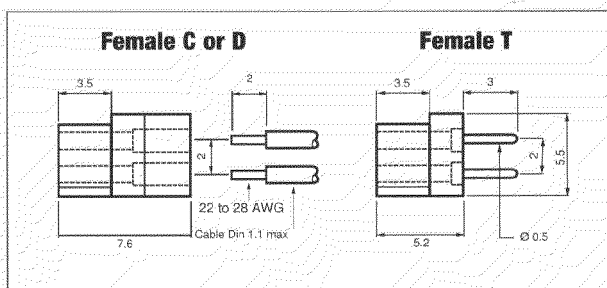 Female C or D
Female T
3.5
2
3.5
3
2
2
5.5
22 to 28 AWG
Cable Din 1.1 max
7.6
5.2
Ø 0.5